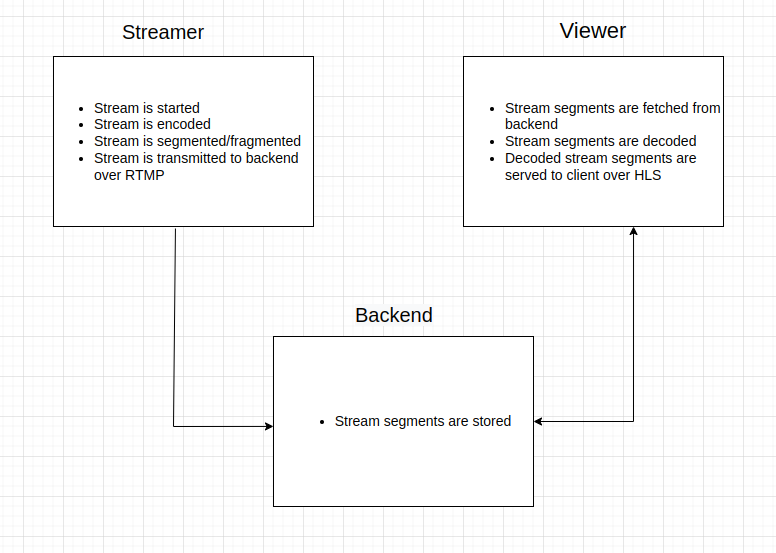 Streamer
Stream is started
Stream is encoded
Stream is segmented/fragmented
Stream is transmitted to backend
over RTMP
Viewer
Stream segments are fetched from
backend
Stream segments are decoded
Decoded stream segments are
served to client over HLS
Backend
Stream segments are stored